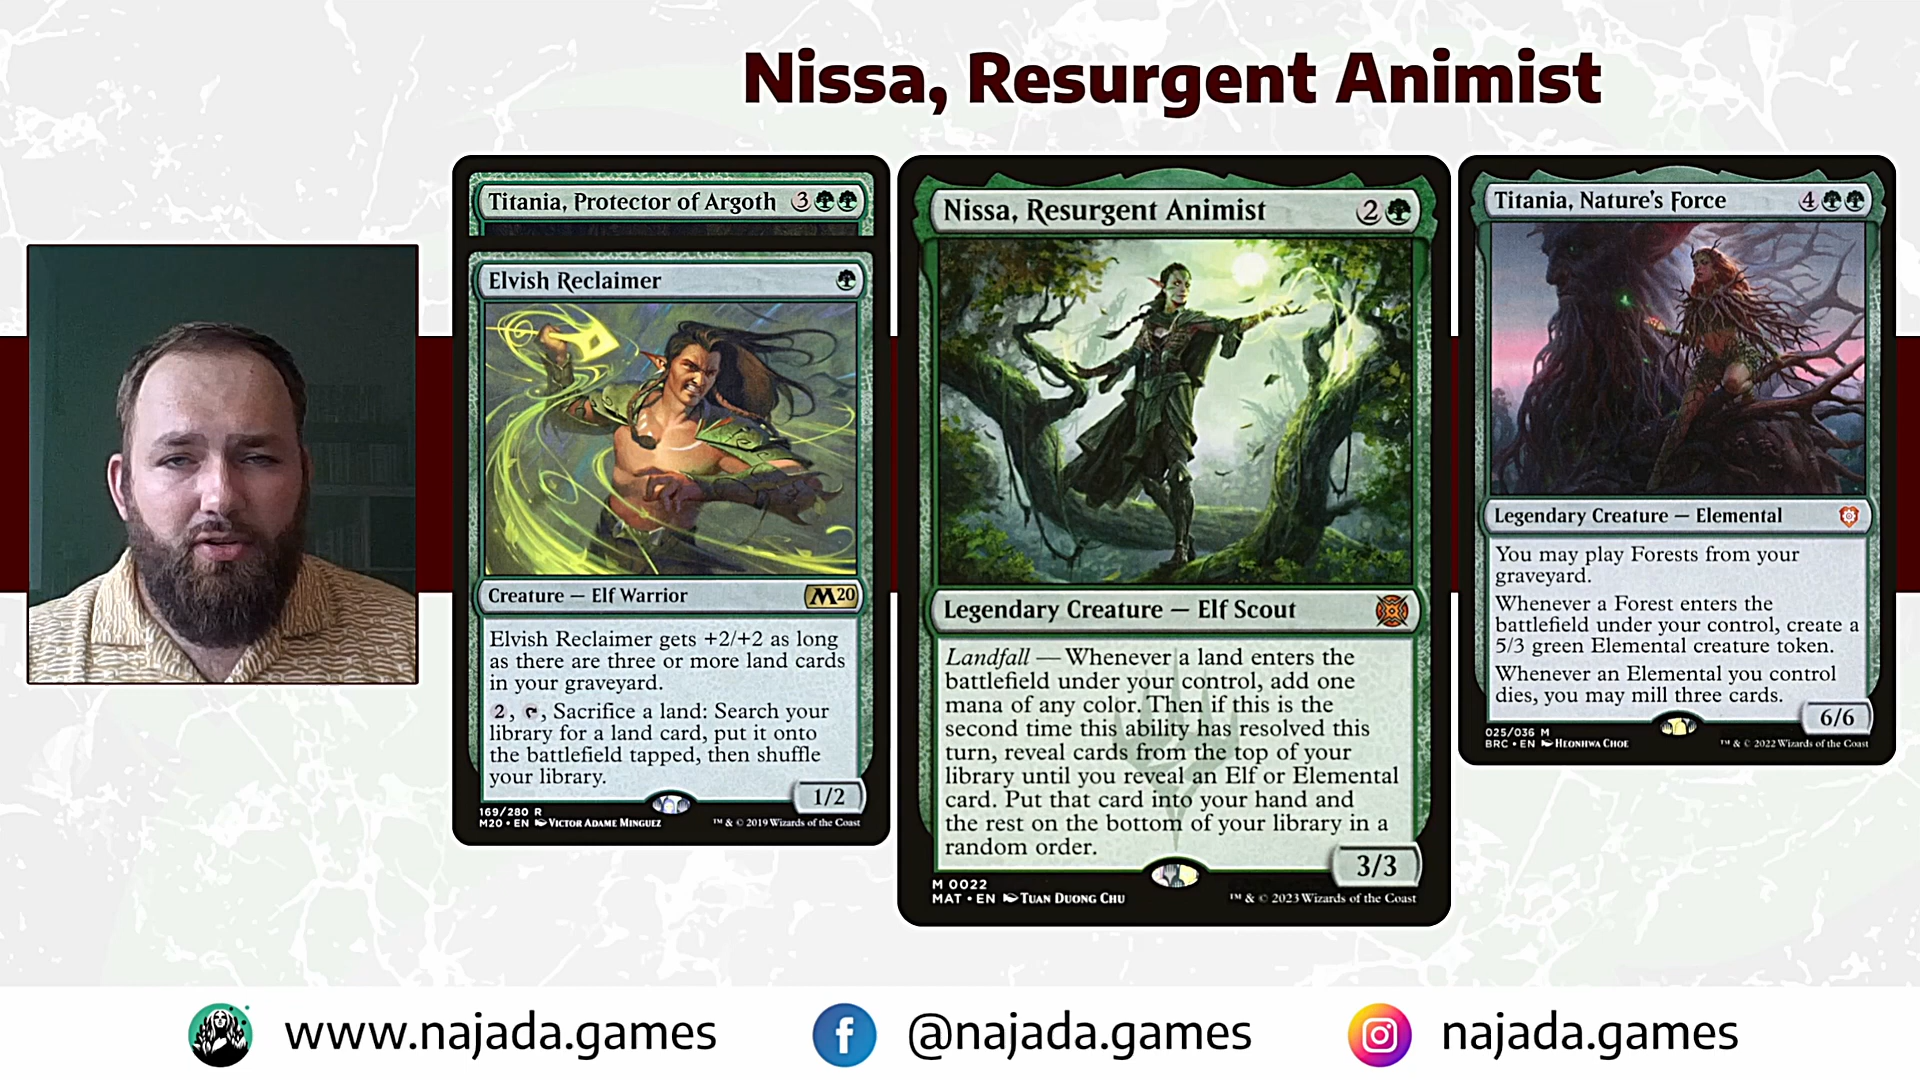 Nissa, Resurgent Animist
Titania, Protector of Argoth 3
Elvish Reclaimer
Creature — Elf Warrior M20
Elvish Reclaimer gets +2/+2 as long
as there are three or more land cards
in your graveyard.
2, , Sacrifice a land: Search your
library for a land card, put it onto
the battlefield tapped, then shuffle
your library.
1/2
169/280 R
M20 • EN Victor Adame Minguez
™ & © 2019 Wizards of the Coast
Nissa, Resurgent Animist 2
Legendary Creature — Elf Scout
Landfall — Whenever a land enters the
battlefield under your control, add one
mana of any color. Then if this is the
second time this ability has resolved this
turn, reveal cards from the top of your
library until you reveal an Elf or Elemental
card. Put that card into your hand and
the rest on the bottom of your library in a
random order.
3/3
M 0022
MAT • EN Tuan Duong Chu
™ & © 2023 Wizards of the Coast
Titania, Nature's Force 4
Legendary Creature — Elemental
You may play Forests from your
graveyard.
Whenever a Forest enters the
battlefield under your control, create a
5/3 green Elemental creature token.
Whenever an Elemental you control
dies, you may mill three cards.
6/6
025/036 M
BRC • EN Heonhwa Choe
™ & © 2022 Wizards of the Coast
www.najada.games
@najada.games
najada.games